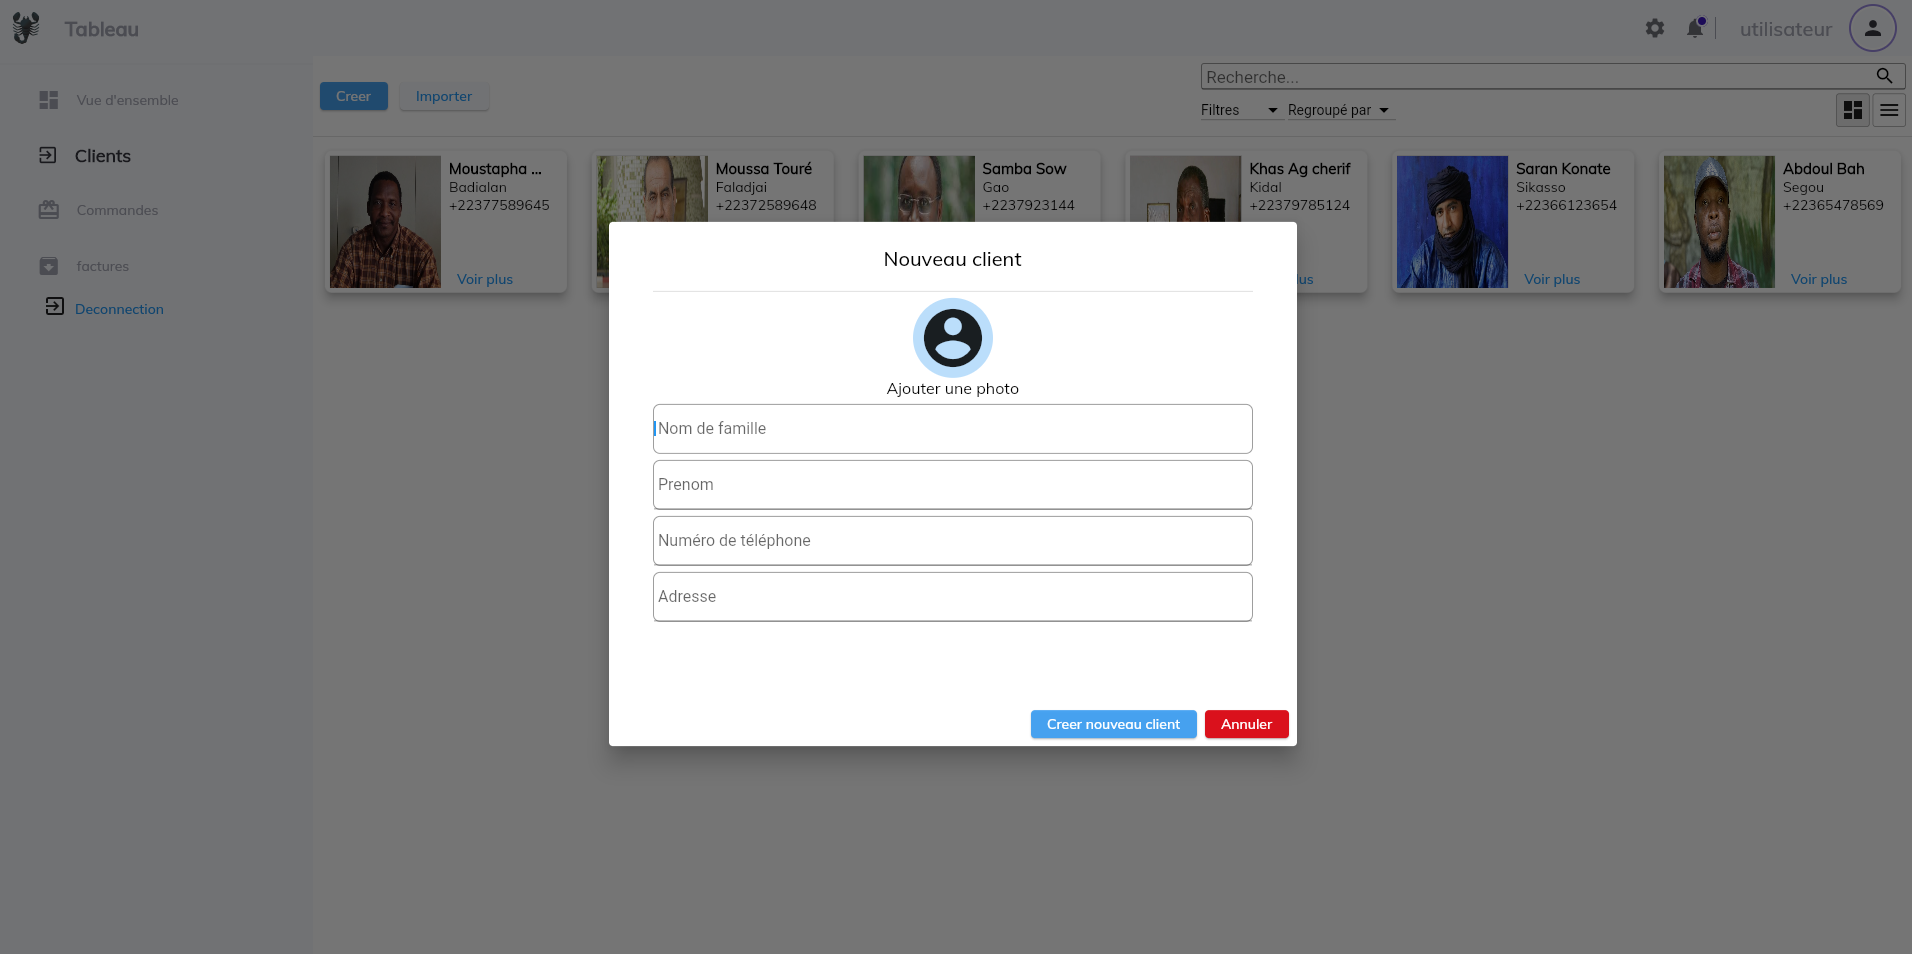 Tableau
utilisateur
Vue d'ensemble
Clients
Commandes
factures
Deconnection
Creer
Importer
Recherche...
Filtres
Regroupé par
Moustapha ...
Badialan
+22377589645
Voir plus
Moussa Touré
Faladjai
+22372589648
Samba Sow
Gao
+2237923144
Khas Ag cherif
Kidal
+22379785124
lus
Saran Konate
Sikasso
+22366123654
Voir plus
Abdoul Bah
Segou
+22365478569
Voir plus
Nouveau client
Ajouter une photo
Nom de famille
Prenom
Numéro de téléphone
Adresse
Creer nouveau client
Annuler